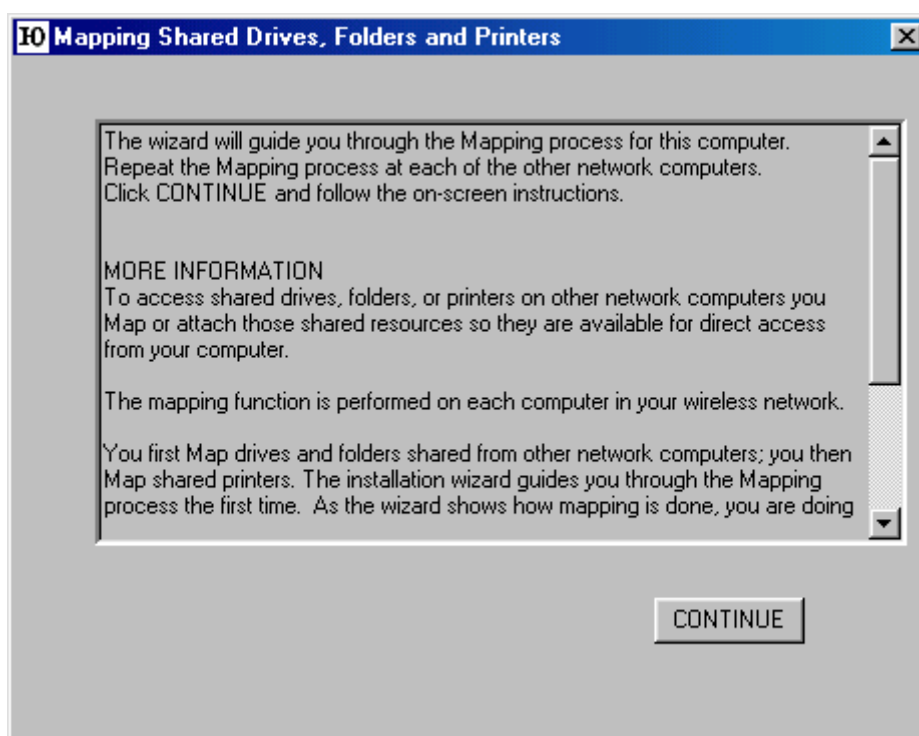 IO Mapping Shared Drives, Folders and Printers
The wizard will guide you through the Mapping process for this computer.
Repeat the Mapping process at each of the other network computers.
Click CONTINUE and follow the on-screen instructions.
MORE INFORMATION
To access shared drives, folders, or printers on other network computers you
Map or attach those shared resources so they are available for direct access
from your computer.
The mapping function is performed on each computer in your wireless network.
You first Map drives and folders shared from other network computers; you then
Map shared printers. The installation wizard guides you through the Mapping
process the first time.  As the wizard shows how mapping is done, you are doing
CONTINUE